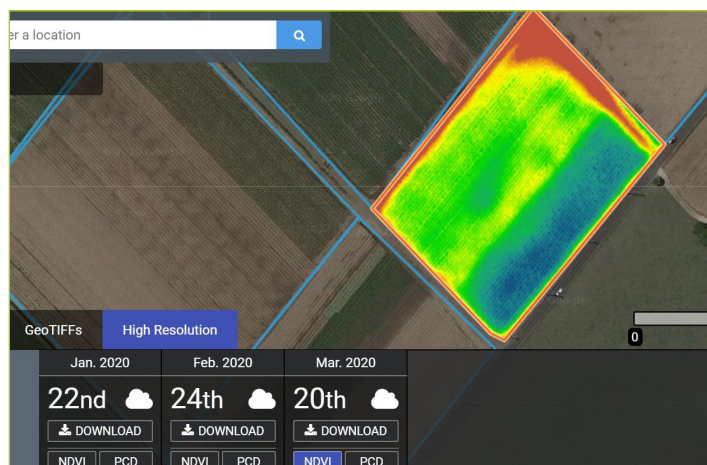 er a location
GeoTIFFs
High Resolution
0
Jan. 2020
Feb. 2020
Mar. 2020
22nd
24th
20th
DOWNLOAD
DOWNLOAD
DOWNLOAD
NDVI PCD
NDVI PCD
NDVI PCD